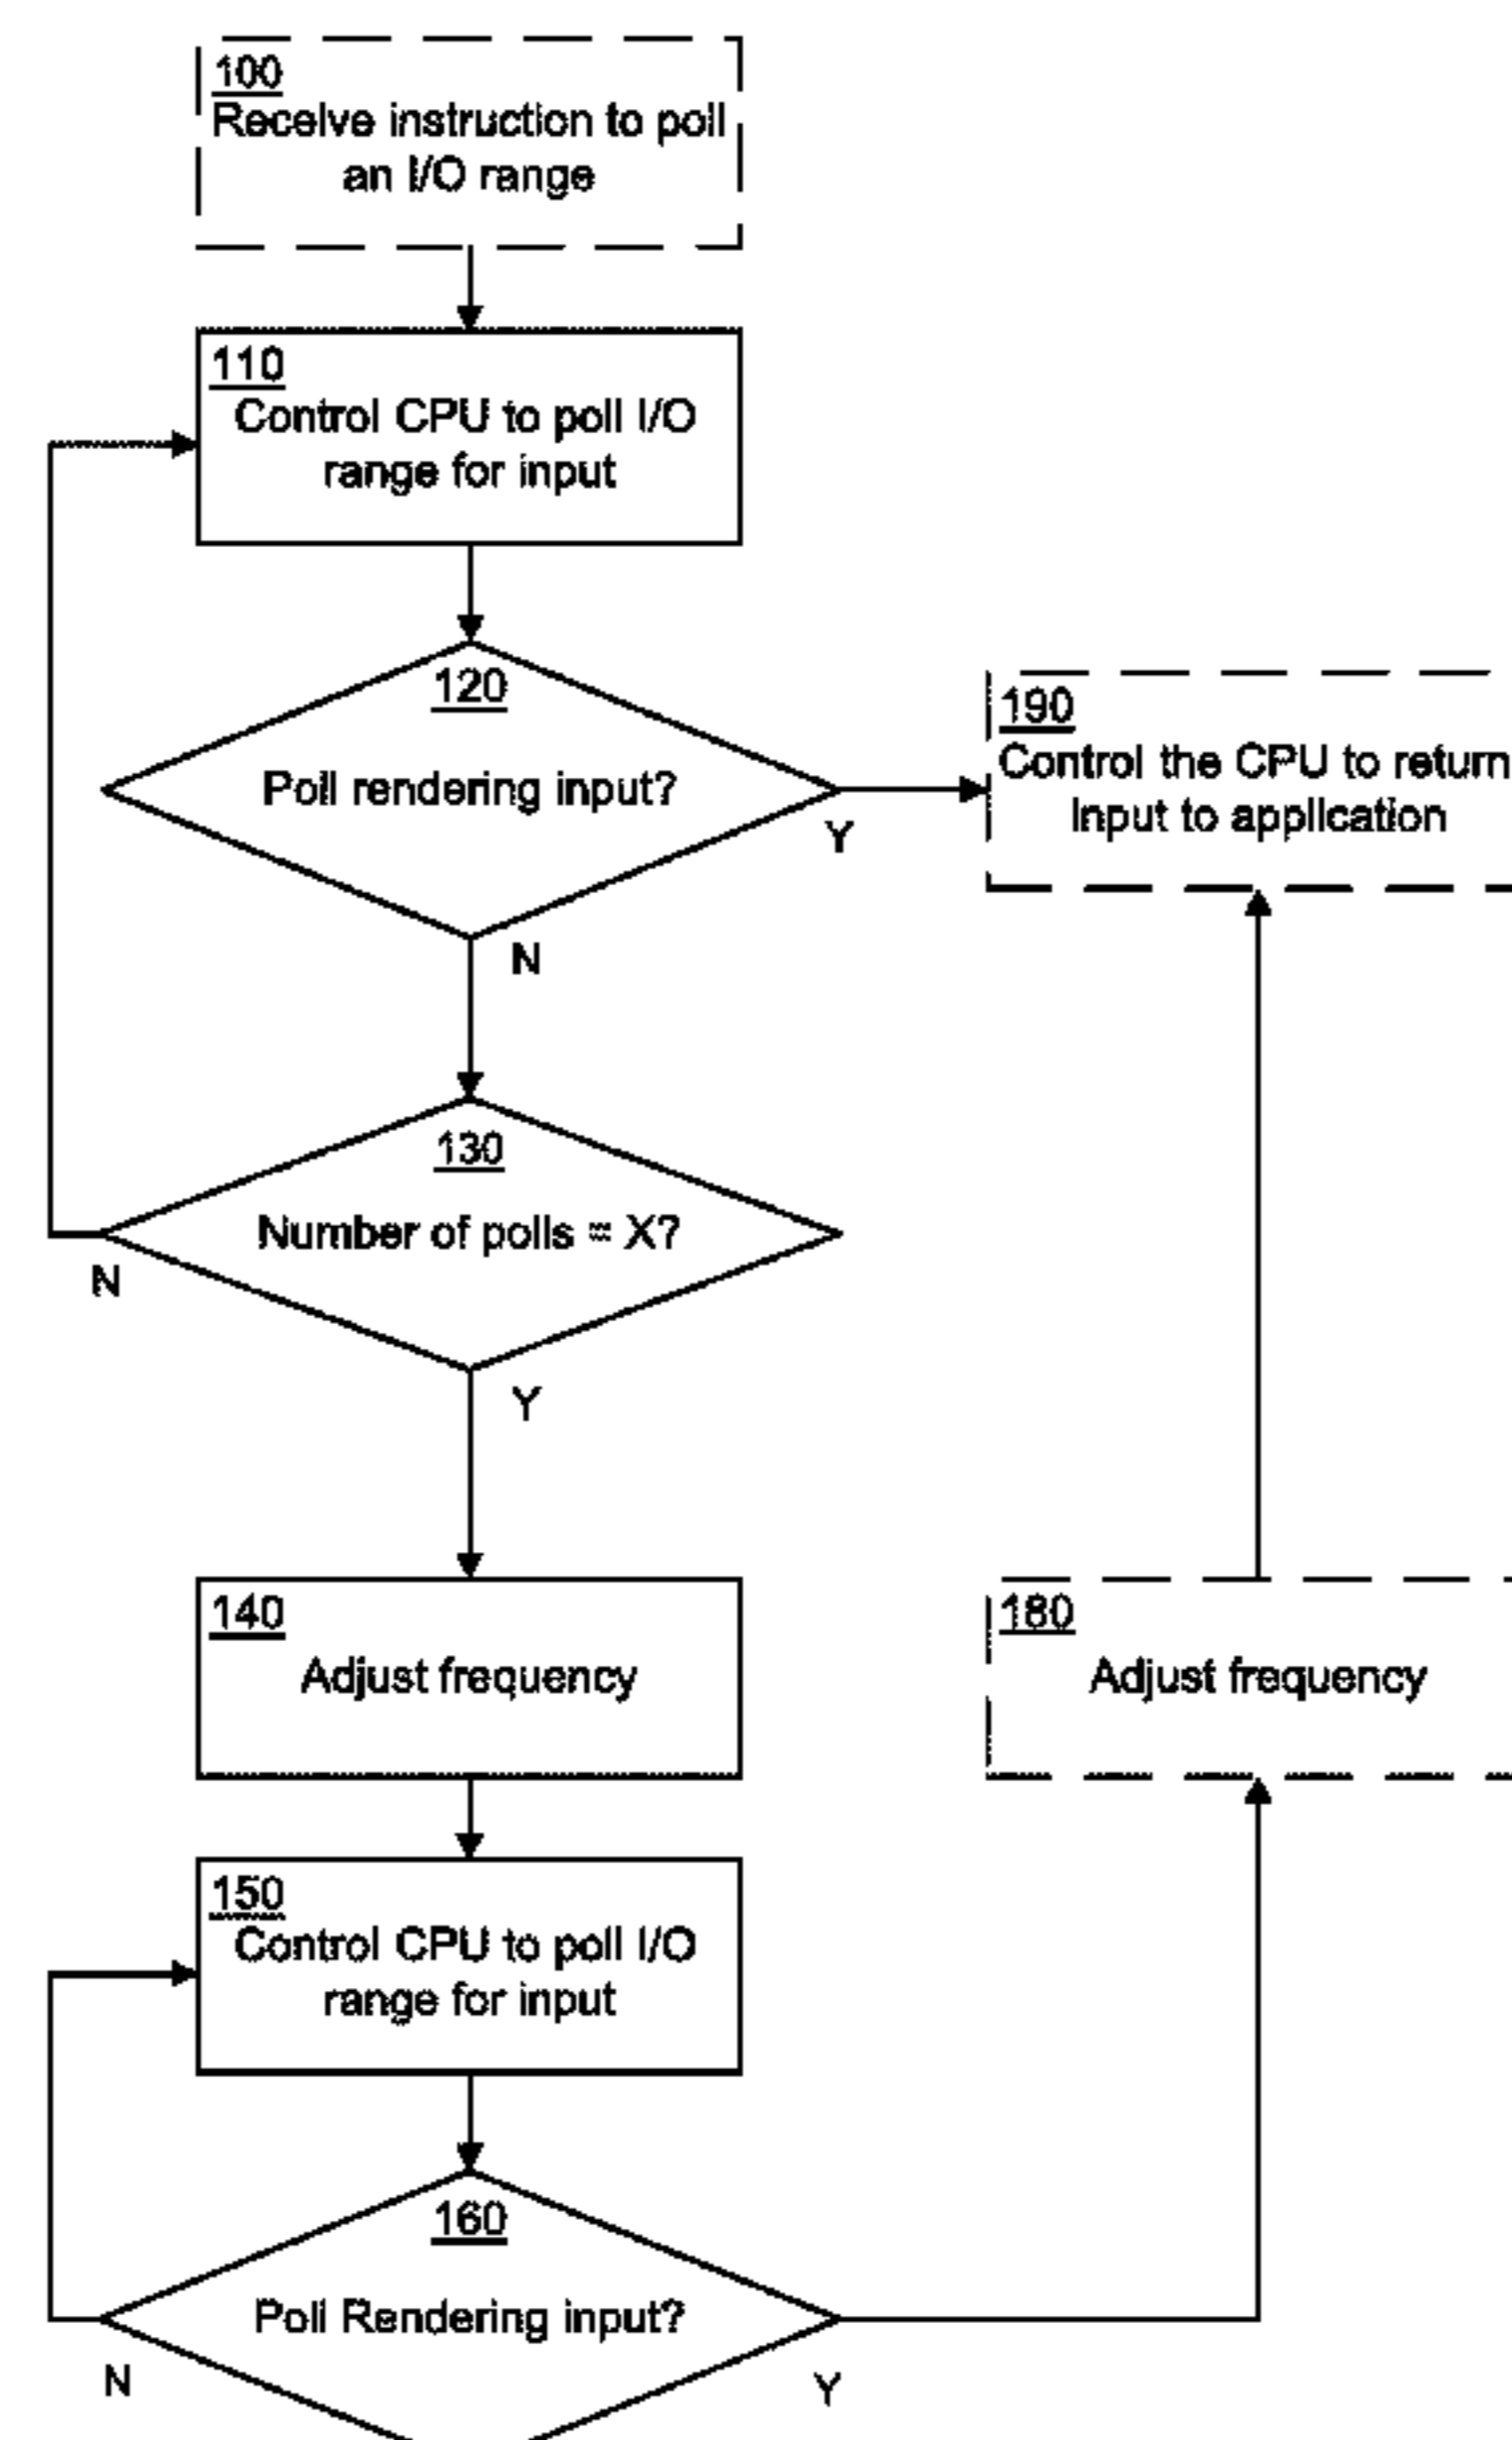 100
Receive instruction to poll
an I/O range
110
Control CPU to poll I/O
range for input
120
Poll rendering input?
Y
N
190
Control the CPU to return
input to application
130
Number of polls = X?
N
Y
140
Adjust frequency
180
Adjust frequency
150
Control CPU to poll I/O
range for input
160
Poll Rendering input?
N
Y